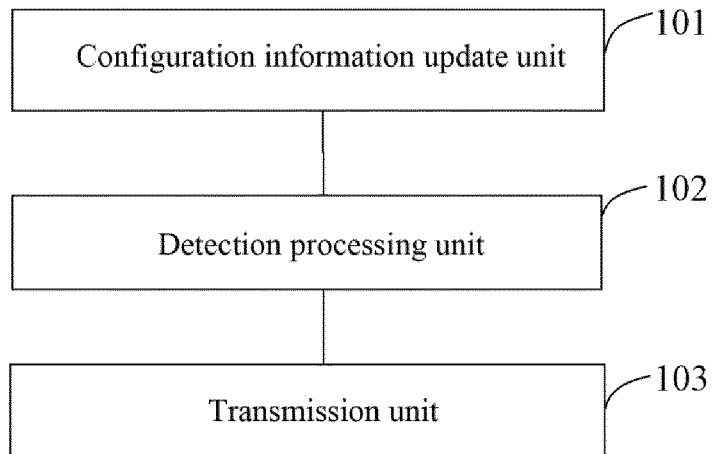 101
Configuration information update unit
102
Detection processing unit
103
Transmission unit